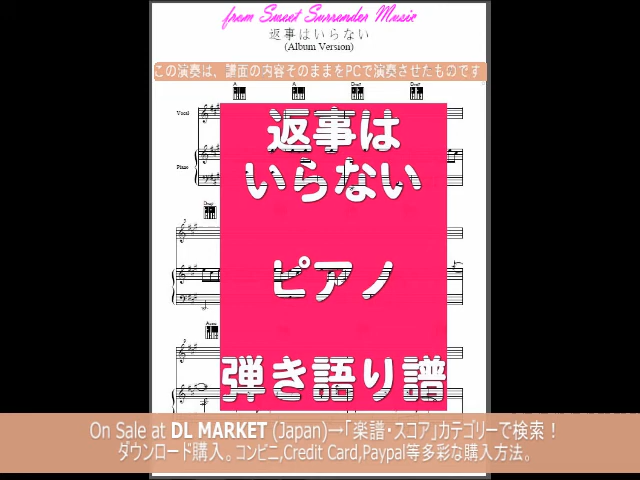 from Sweet Surrender Music
返事はいらない
(Album Version)
この演奏は、譜面の内容そのままをPCで演奏させたものです
Vocal
Piano
返事は
いらない
ピアノ
弾き語り譜
On Sale at DL MARKET (Japan)→｢楽譜・スコア｣カテゴリーで検索！
ダウンロード購入。コンビニ,Credit Card,Paypal等多彩な購入方法。